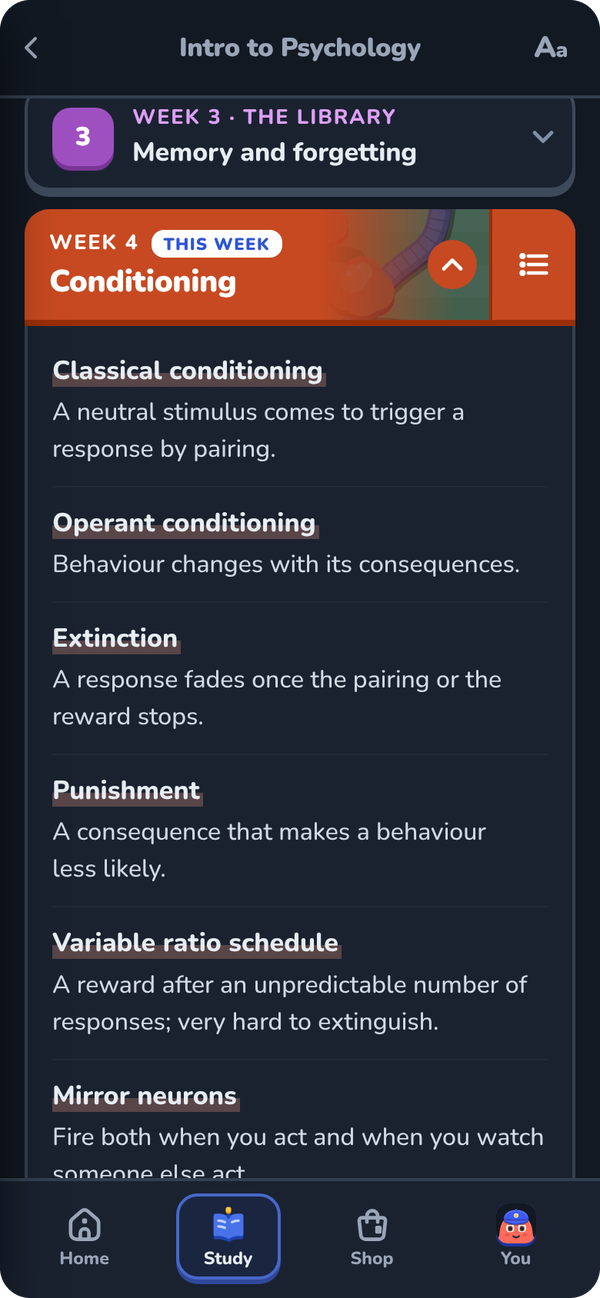 Intro to Psychology
Aa
3
WEEK 3 · THE LIBRARY
Memory and forgetting
WEEK 4 THIS WEEK
Conditioning
Classical conditioning
A neutral stimulus comes to trigger a
response by pairing.
Operant conditioning
Behaviour changes with its consequences.
Extinction
A response fades once the pairing or the
reward stops.
Punishment
A consequence that makes a behaviour
less likely.
Variable ratio schedule
A reward after an unpredictable number of
responses; very hard to extinguish.
Mirror neurons
Fire both when you act and when you watch
someone else act
Home
Study
Shop
You